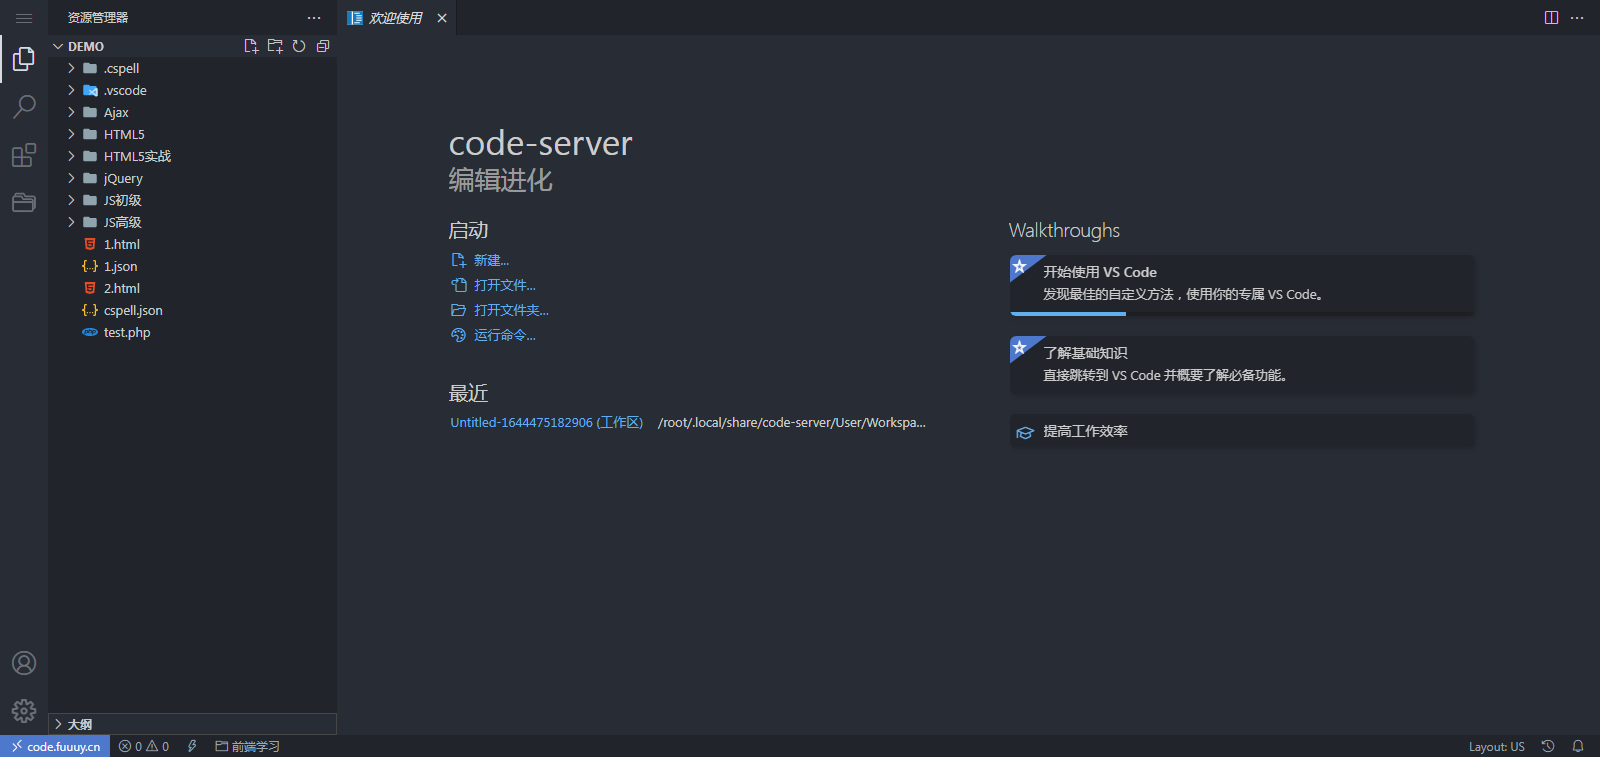 资源管理器
DEMO
.cspell
.vscode
Ajax
HTML5
HTML5实战
jQuery
JS初级
JS高级
1.html
1.json
2.html
cspell.json
test.php
大纲
欢迎使用
code-server
编辑进化
启动
新建...
打开文件...
打开文件夹...
运行命令...
最近
Untitled-1644475182906 (工作区) /root/.local/share/code-server/User/Workspa...
Walkthroughs
开始使用 VS Code
发现最佳的自定义方法，使用你的专属 VS Code。
了解基础知识
直接跳转到 VS Code 并概要了解必备功能。
提高工作效率
code.fuuuy.cn 0 0 前端学习 Layout: US